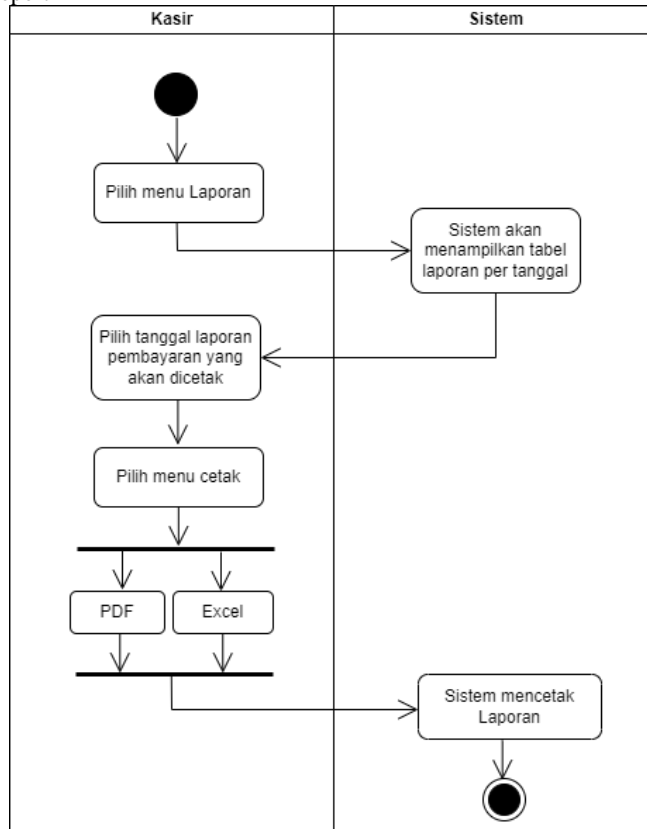 Kasir
Sistem
Pilih menu Laporan
Sistem akan
menampilkan tabel
laporan per tanggal
Pilih tanggal laporan
pembayaran yang
akan dicetak
Pilih menu cetak
PDF
Excel
Sistem mencetak
Laporan